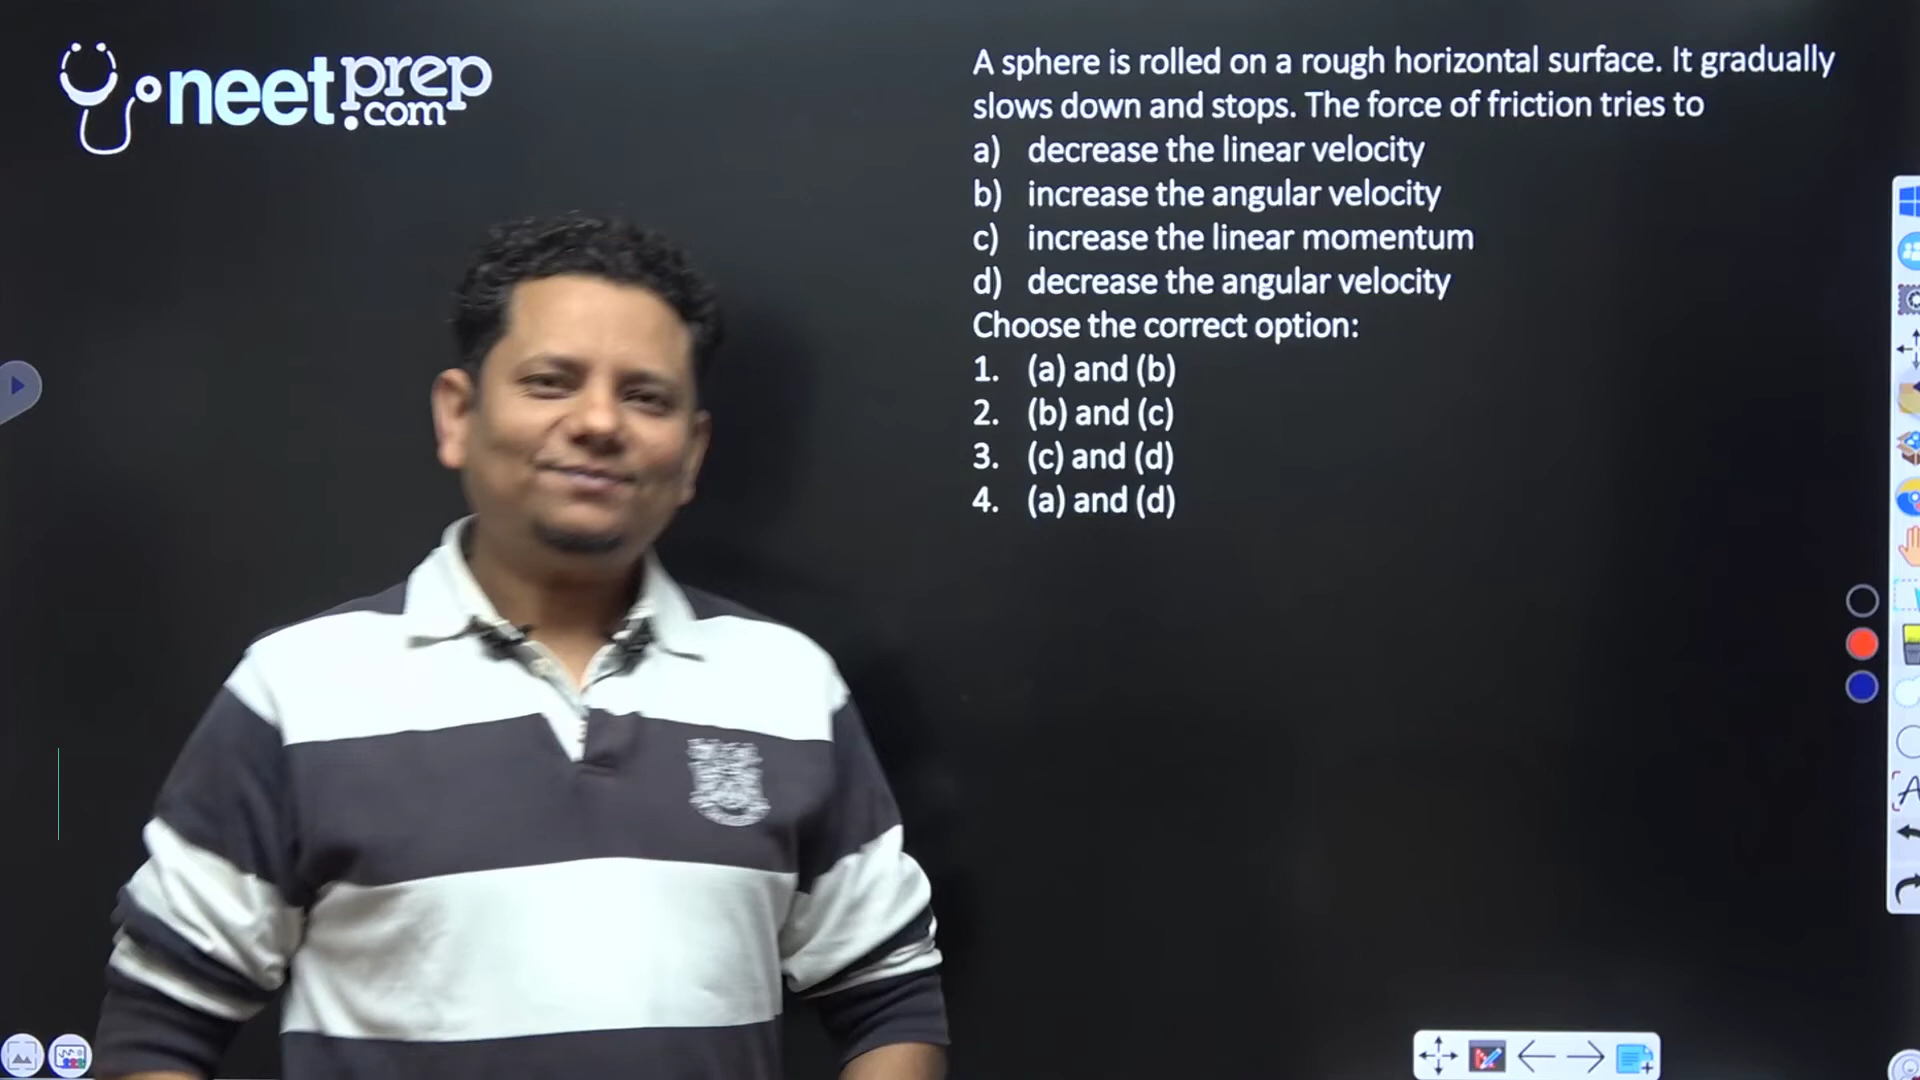 neetprep
.com
A sphere is rolled on a rough horizontal surface. It gradually
slows down and stops. The force of friction tries to
a) decrease the linear velocity
b) increase the angular velocity
c) increase the linear momentum
d) decrease the angular velocity
Choose the correct option:
1. (a) and (b)
2. (b) and (c)
3. (c) and (d)
4. (a) and (d)